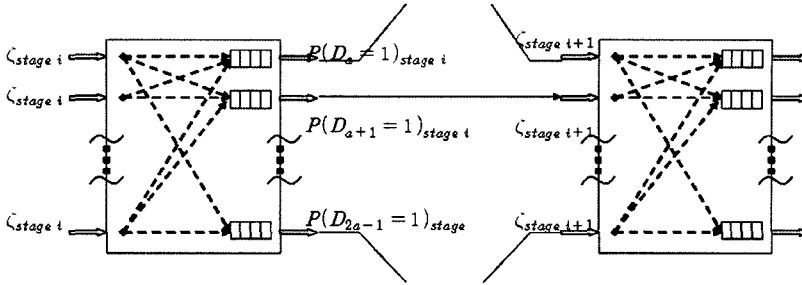 ζstage i P(Da = 1)stage i ζstage i+1
ζstage i P(Da+1 = 1)stage i ζstage i+1
ζstage i P(D2a−1 = 1)stage ζstage i+1